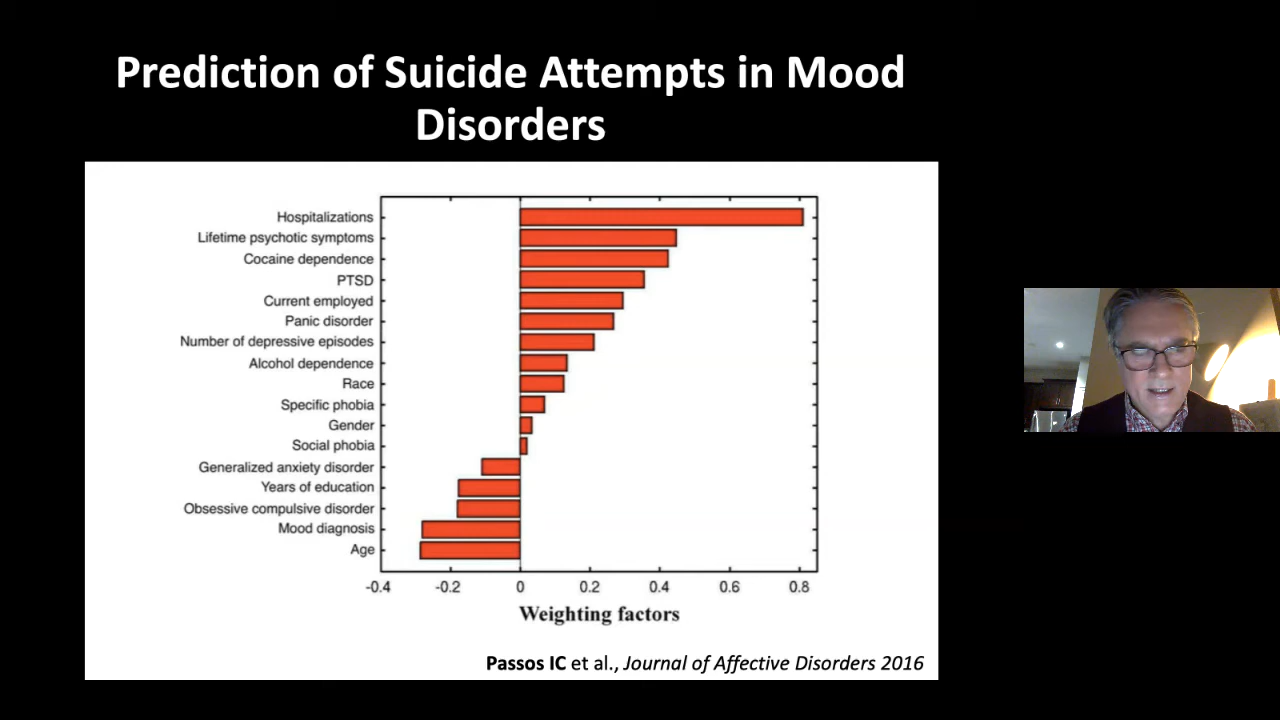 Prediction of Suicide Attempts in Mood
Disorders
Hospitalizations
Lifetime psychotic symptoms
Cocaine dependence
PTSD
Current employed
Panic disorder
Number of depressive episodes
Alcohol dependence
Race
Specific phobia
Gender
Social phobia
Generalized anxiety disorder
Years of education
Obsessive compulsive disorder
Mood diagnosis
Age
-0.4 -0.2 0 0.2 0.4 0.6 0.8
Weighting factors
Passos IC et al., Journal of Affective Disorders 2016